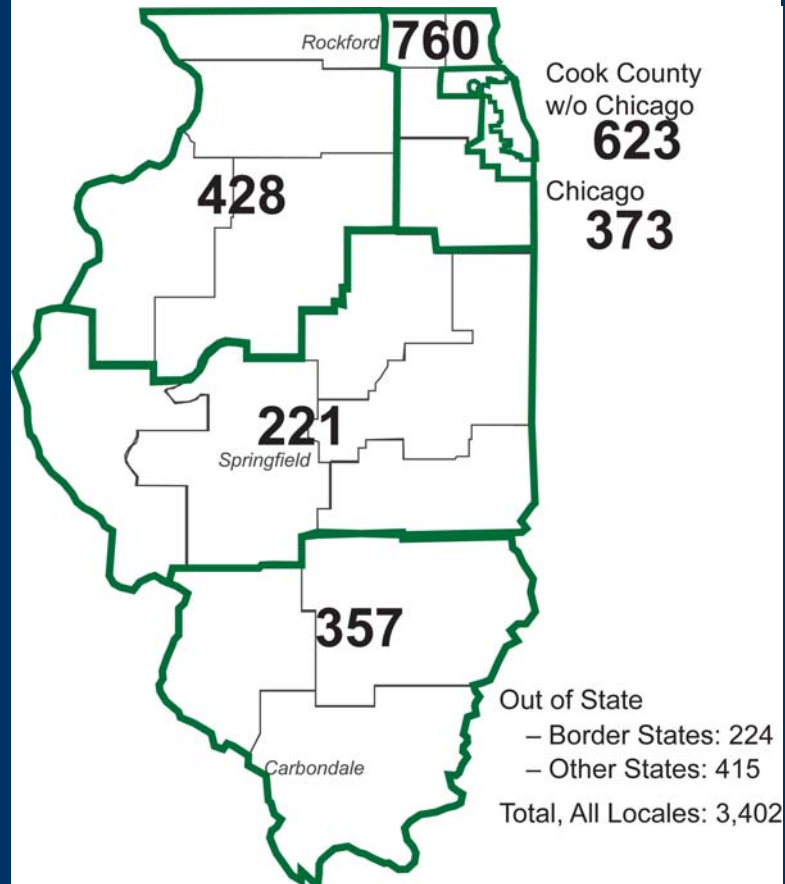 Rockford
760
Cook County
w/o Chicago
623
428
Chicago
373
221
Springfield
357
Out of State
– Border States: 224
– Other States: 415
Carbondale
Total, All Locales: 3,402